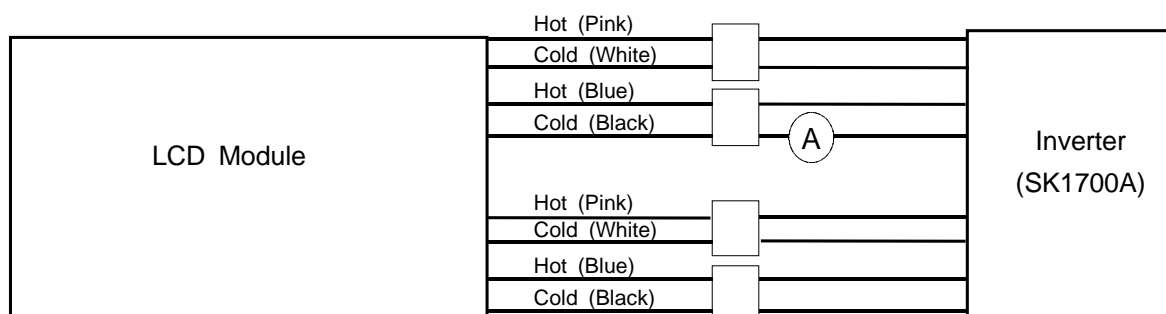 Hot (Pink)
Cold (White)
Hot (Blue)
Cold (Black)
A
LCD Module
Inverter
(SK1700A)
Hot (Pink)
Cold (White)
Hot (Blue)
Cold (Black)